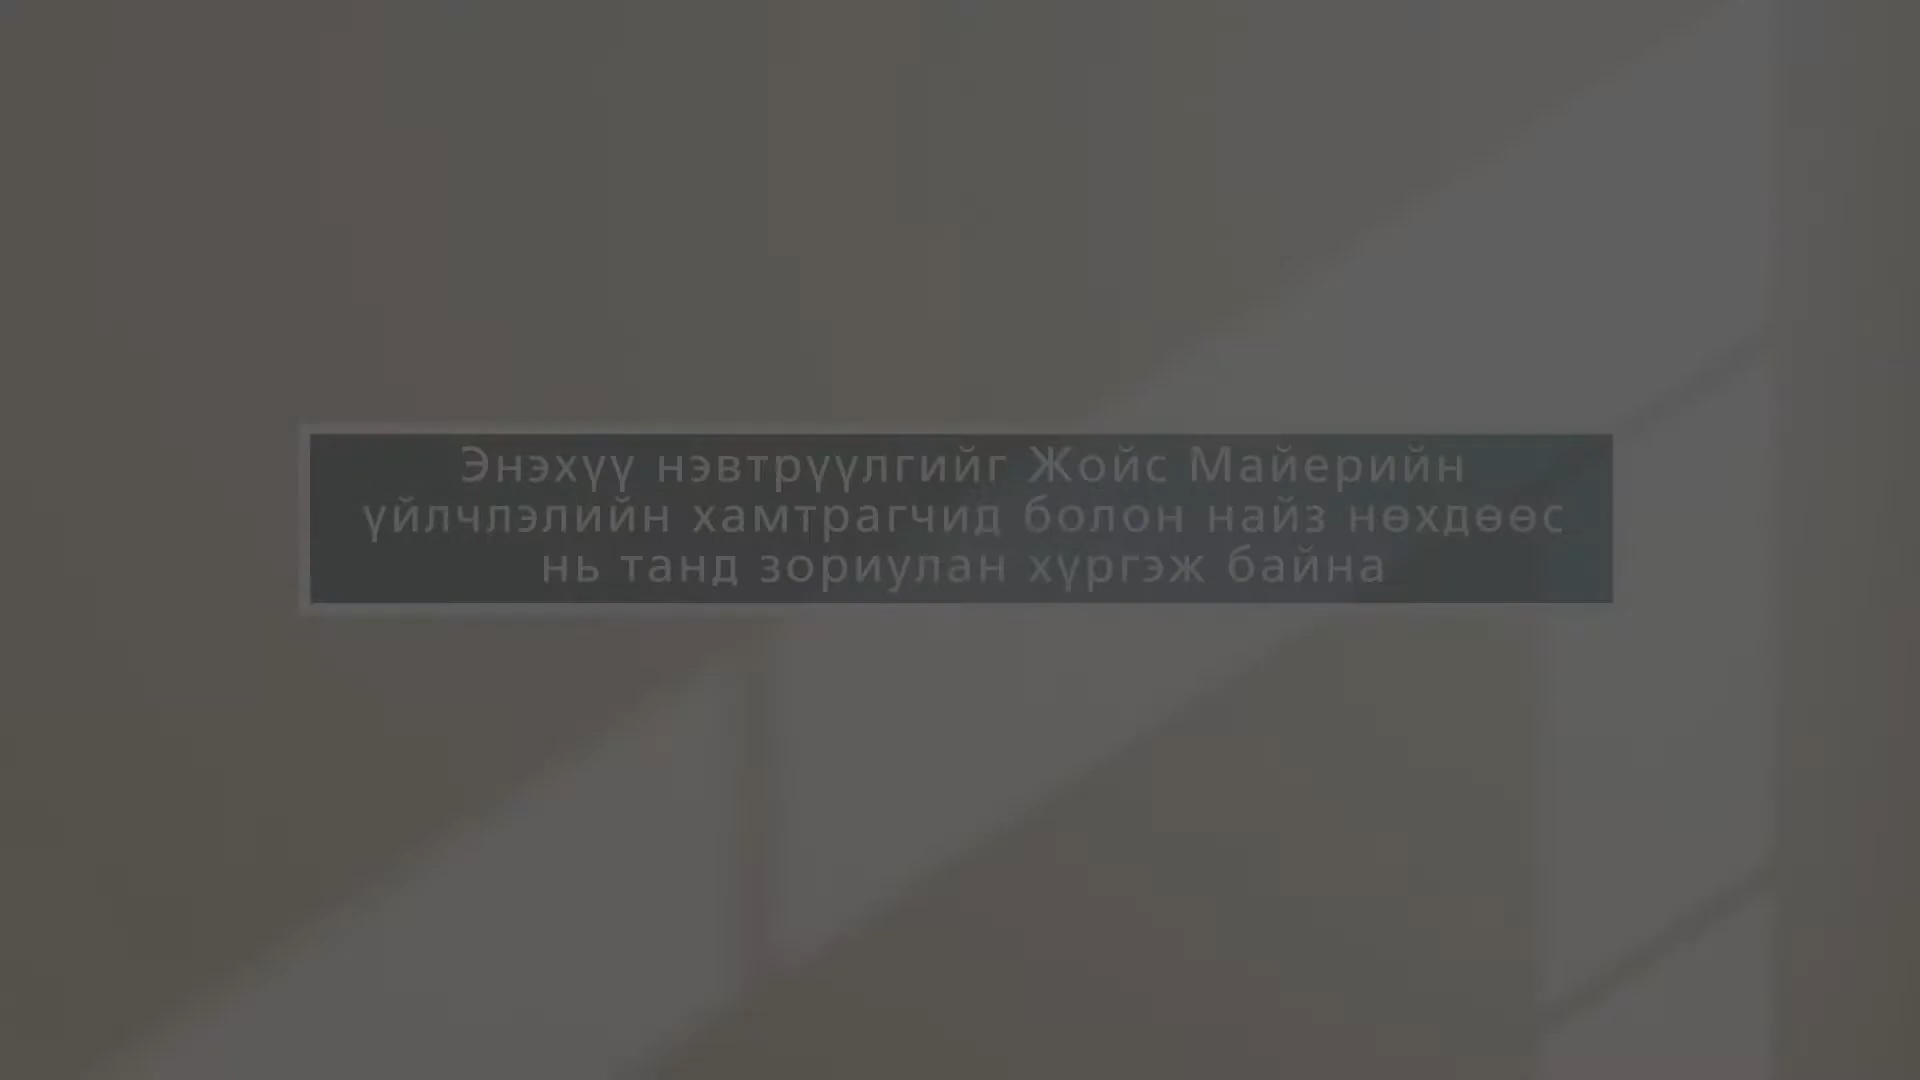 Энэхүү нэвтрүүлгийг Жойс Майерийн
үйлчлэлийн хамтрагчид болон найз нөхдөөс
нь танд зориулан хүргэж байна